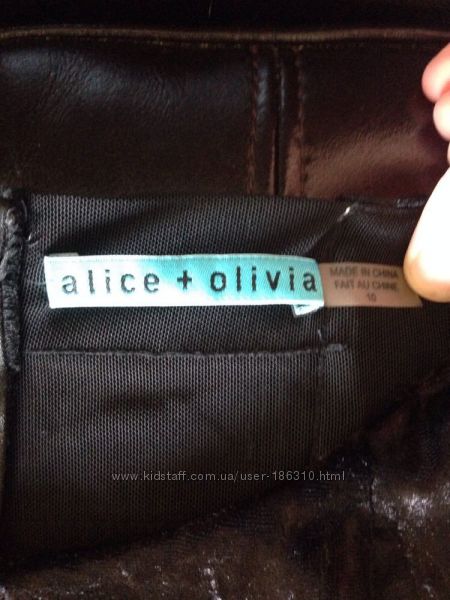 alice + olivia
MADE IN CHINA
FAIT AU CHINE
10
www.kidstaff.com.ua/user-186310.html